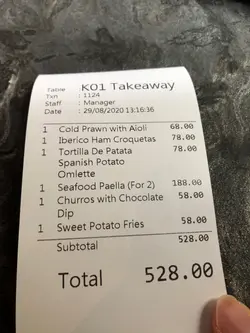 Table : K01 Takeaway
Txn : 1124
Staff : Manager
Date : 29/08/2020 13:16:36
1 Cold Prawn with Aioli 68.00
1 Iberico Ham Croquetas 78.00
1 Tortilla De Patata 78.00
Spanish Potato
Omlette
1 Seafood Paella (For 2) 188.00
1 Churros with Chocolate 58.00
Dip
1 Sweet Potato Fries 58.00
Subtotal 528.00
Total 528.00